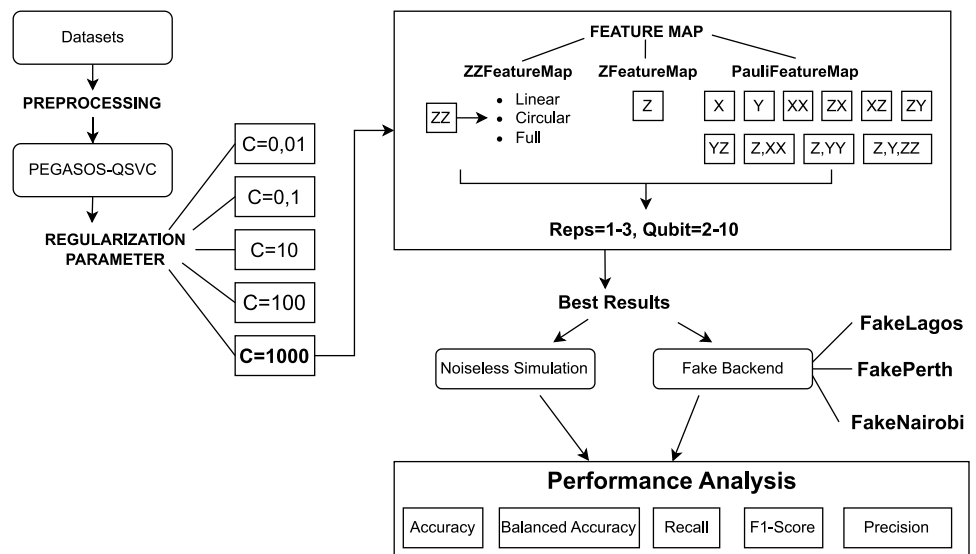 Datasets
PREPROCESSING
PEGASOS-QSVC
REGULARIZATION
PARAMETER
C=0,01
C=0,1
C=10
C=100
C=1000
FEATURE MAP
ZZFeatureMap
ZFeatureMap
PauliFeatureMap
ZZ
• Linear
• Circular
• Full
Z
X Y XX ZX XZ ZY
YZ Z,XX Z,YY Z,Y,ZZ
Reps=1-3, Qubit=2-10
Best Results
Noiseless Simulation
Fake Backend
FakeLagos
FakePerth
FakeNairobi
Performance Analysis
Accuracy
Balanced Accuracy
Recall
F1-Score
Precision